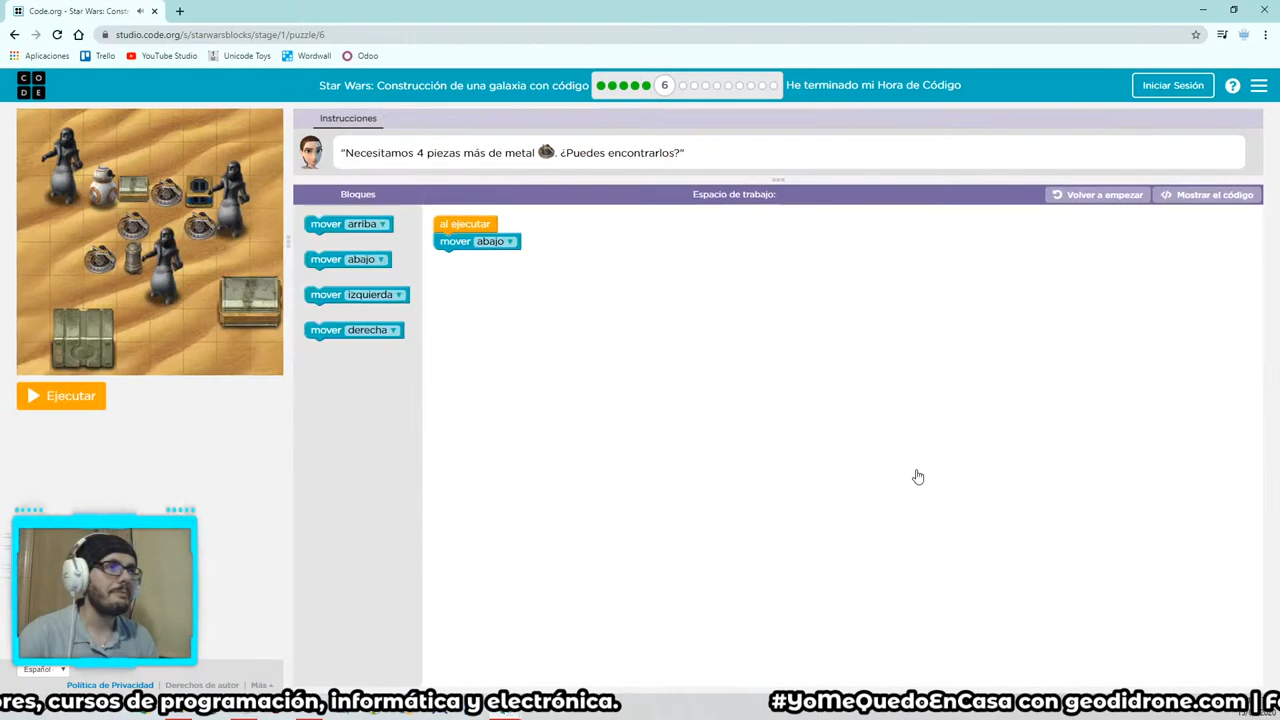 Code.org - Star Wars: Constr
studio.code.org/s/starwarsblocks/stage/1/puzzle/6
Aplicaciones
Trello
YouTube Studio
Unicode Toys
Wordwall
Odoo
C O
D E
Star Wars: Construcción de una galaxia con código
6
He terminado mi Hora de Código
Iniciar Sesión
Instrucciones
"Necesitamos 4 piezas más de metal . ¿Puedes encontrarlos?"
Bloques
Espacio de trabajo:
Volver a empezar
Mostrar el código
mover arriba
mover abajo
mover izquierda
mover derecha
al ejecutar
mover abajo
Ejecutar
Español
Política de Privacidad
Derechos de autor
Más
ores, cursos de programación, informática y electrónica.
#YoMeQuedoEnCasa con geodidrone.com | F